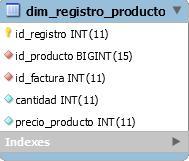 dim_registro_producto
id_registro INT(11)
id_producto BIGINT(15)
id_factura INT(11)
cantidad INT(11)
precio_producto INT(11)
Indexes